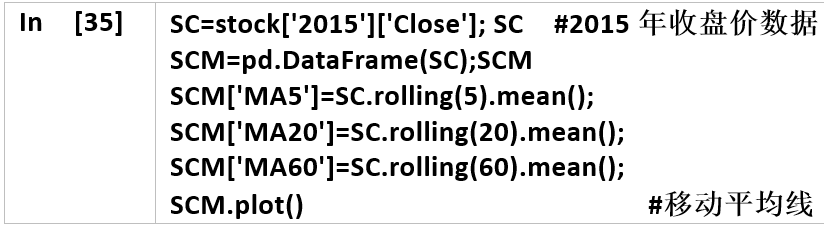 In [35] SC=stock['2015']['Close']; SC #2015 年收盘价数据
SCM=pd.DataFrame(SC);SCM
SCM['MA5']=SC.rolling(5).mean();
SCM['MA20']=SC.rolling(20).mean();
SCM['MA60']=SC.rolling(60).mean();
SCM.plot() #移动平均线